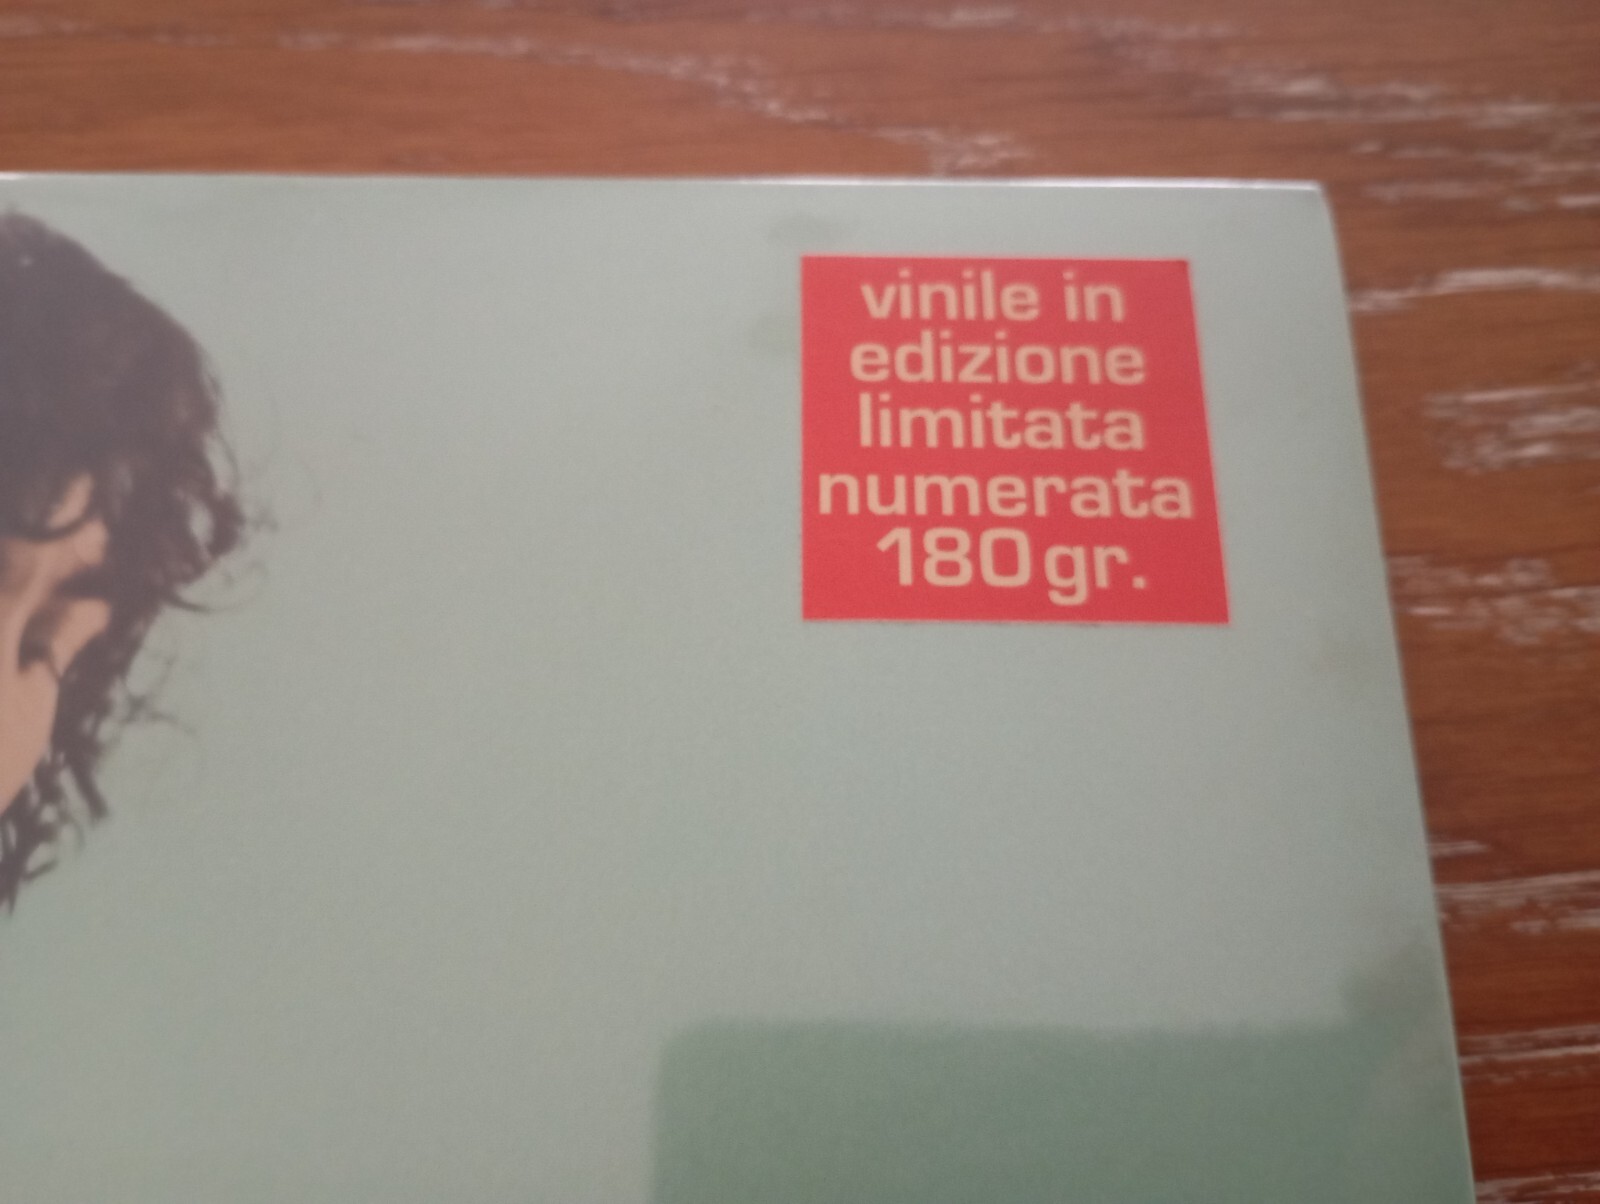 vinile in
edizione
limitata
numerata
180 gr.